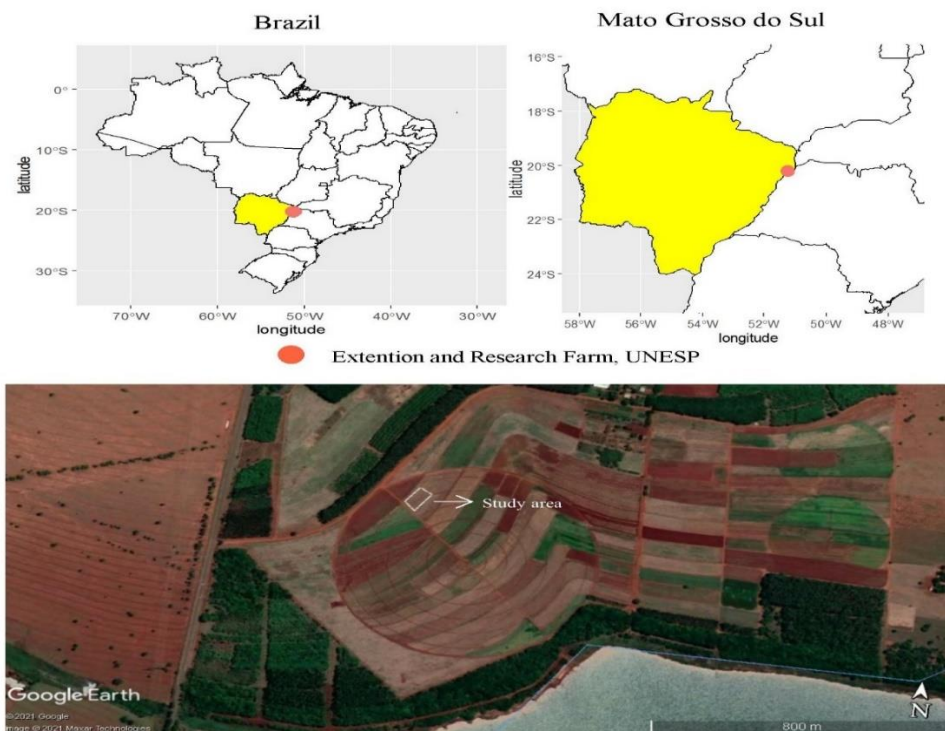 Brazil
Mato Grosso do Sul
0°
10°S
20°S
30°S
latitude
70°W 60°W 50°W 40°W 30°W
longitude
16°S
18°S
20°S
22°S
24°S
latitude
58°W 56°W 54°W 52°W 50°W 48°W
longitude
Extention and Research Farm, UNESP
Study area
Google Earth
©2021 Google
Image © 2021 Maxar Technologies
N
800 m